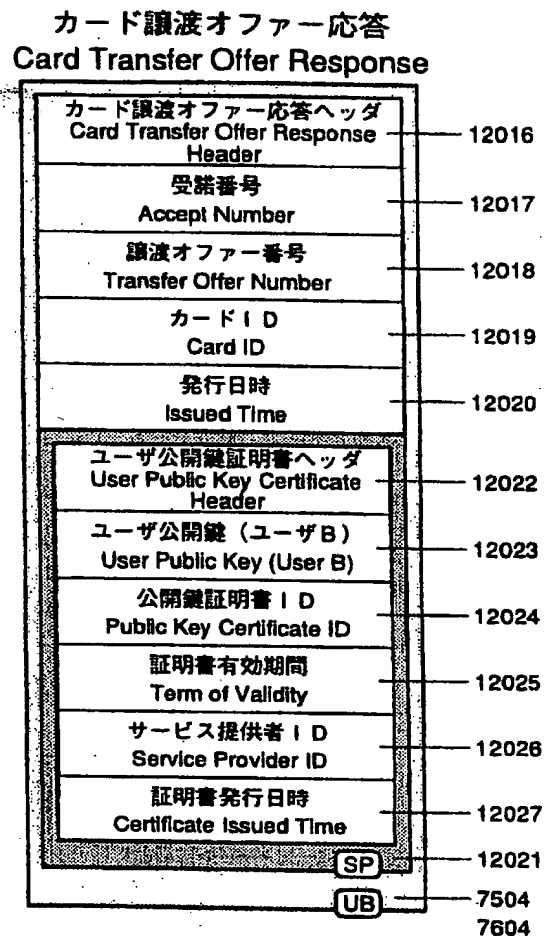 カード譲渡オファー応答
Card Transfer Offer Response
カード譲渡オファー応答ヘッダ
Card Transfer Offer Response
Header
12016
受諾番号
Accept Number
12017
譲渡オファー番号
Transfer Offer Number
12018
カードID
Card ID
12019
発行日時
Issued Time
12020
ユーザ公開鍵証明書ヘッダ
User Public Key Certificate
Header
12022
ユーザ公開鍵（ユーザB）
User Public Key (User B)
12023
公開鍵証明書ID
Public Key Certificate ID
12024
証明書有効期間
Term of Validity
12025
サービス提供者ID
Service Provider ID
12026
証明書発行日時
Certificate Issued Time
12027
SP
12021
UB
7504
7604